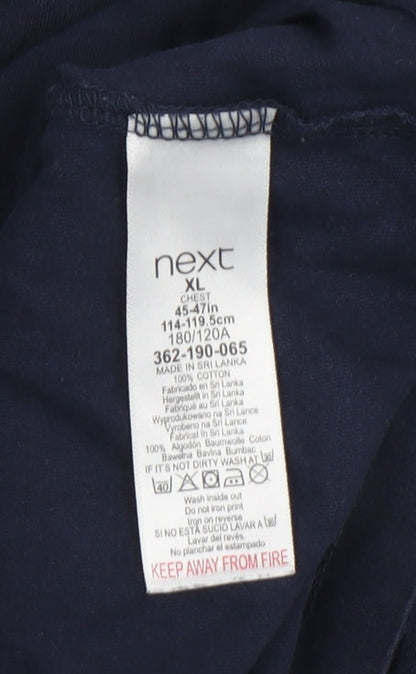 next
XL
CHEST
45-47in
114-119.5cm
180/120A
362-190-065
MADE IN SRI LANKA
100% COTTON
Fabricado en Sri Lanka
Hergestellt in Sri Lanka
Fabriqué au Sri Lanka
Wyprodukowano na Sri Lance
Vyrobeno na Sri Lance
Fabricat în Sri Lanka
100% Algodón Baumwolle Coton
Bawełna Bavlna Bumbac
IF IT'S NOT DIRTY WASH AT 30
40
Wash inside out
Do not iron print
Iron on reverse
SI NO ESTÁ SUCIO LAVAR A 30
Lavar del revés.
No planchar el estampado
KEEP AWAY FROM FIRE